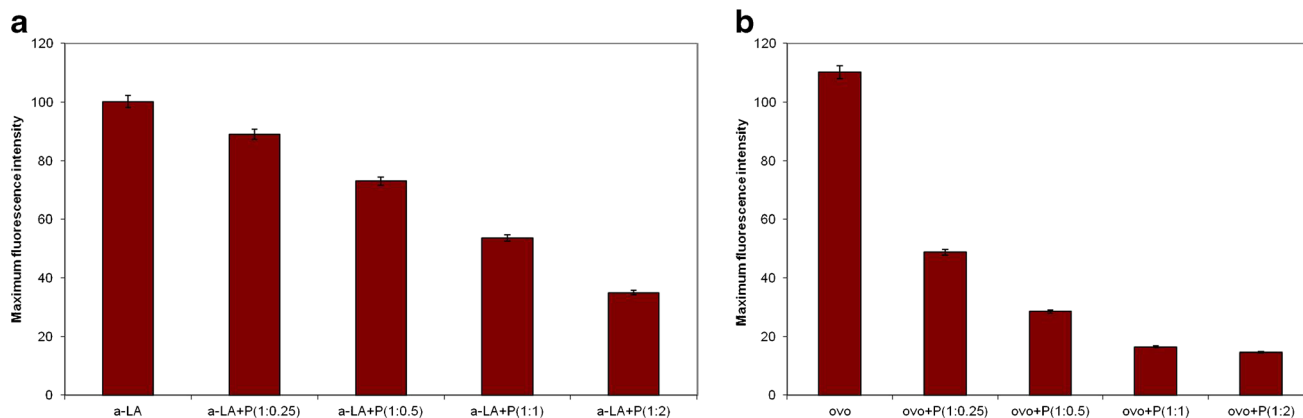 a
Maximum fluorescence intensity
120
100
80
60
40
20
0
a-LA a-LA+P(1:0.25) a-LA+P(1:0.5) a-LA+P(1:1) a-LA+P(1:2)
b
Maximum fluorescence intensity
120
100
80
60
40
20
0
ovo ovo+P(1:0.25) ovo+P(1:0.5) ovo+P(1:1) ovo+P(1:2)